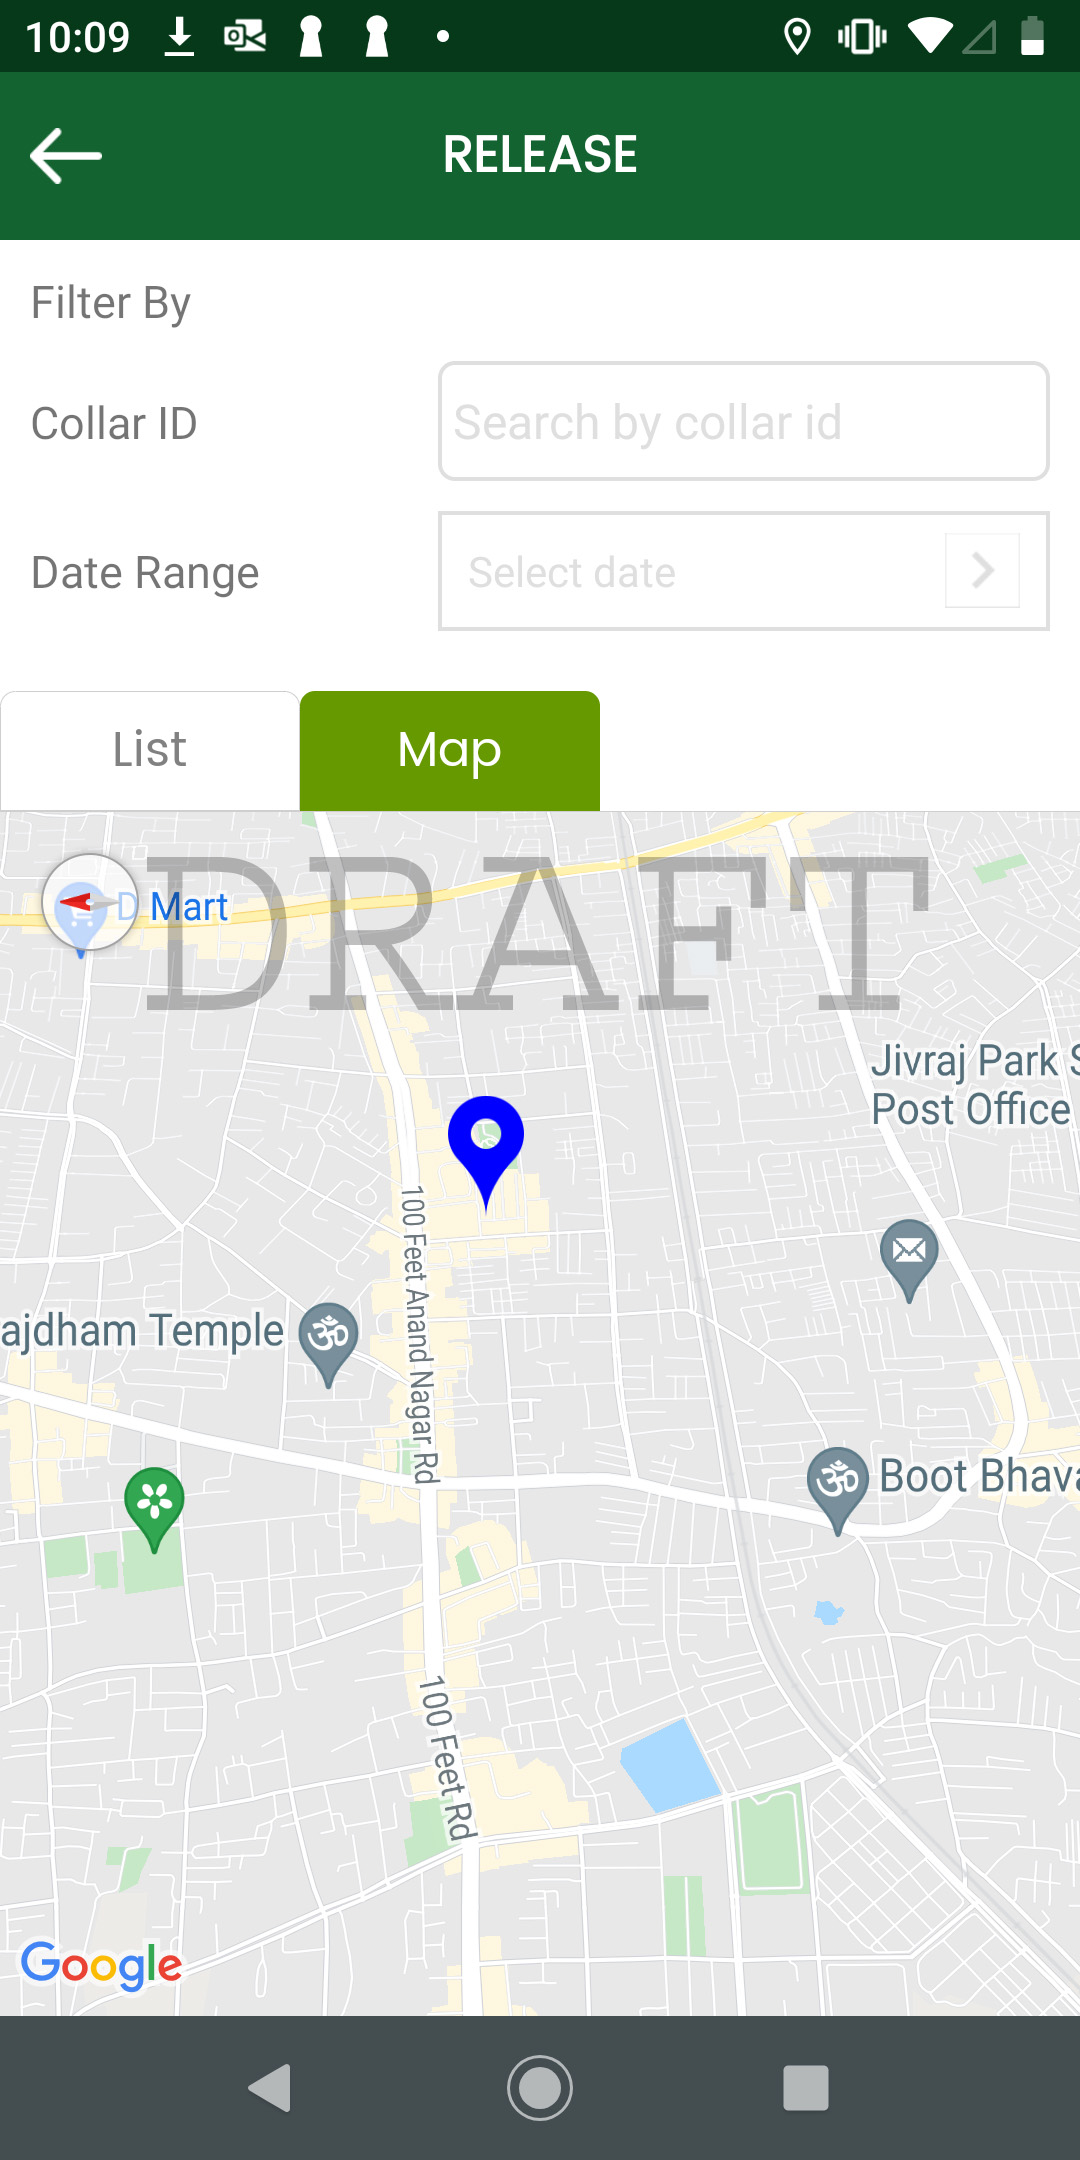 10:09
RELEASE
Filter By
Collar ID
Search by collar id
Date Range
Select date
List
Map
DRAFT
D Mart
Jivraj Park S
Post Office
100 Feet Anand Nagar Rd
ajdham Temple
ॐ
ॐ
Boot Bhava
100 Feet Rd
Google